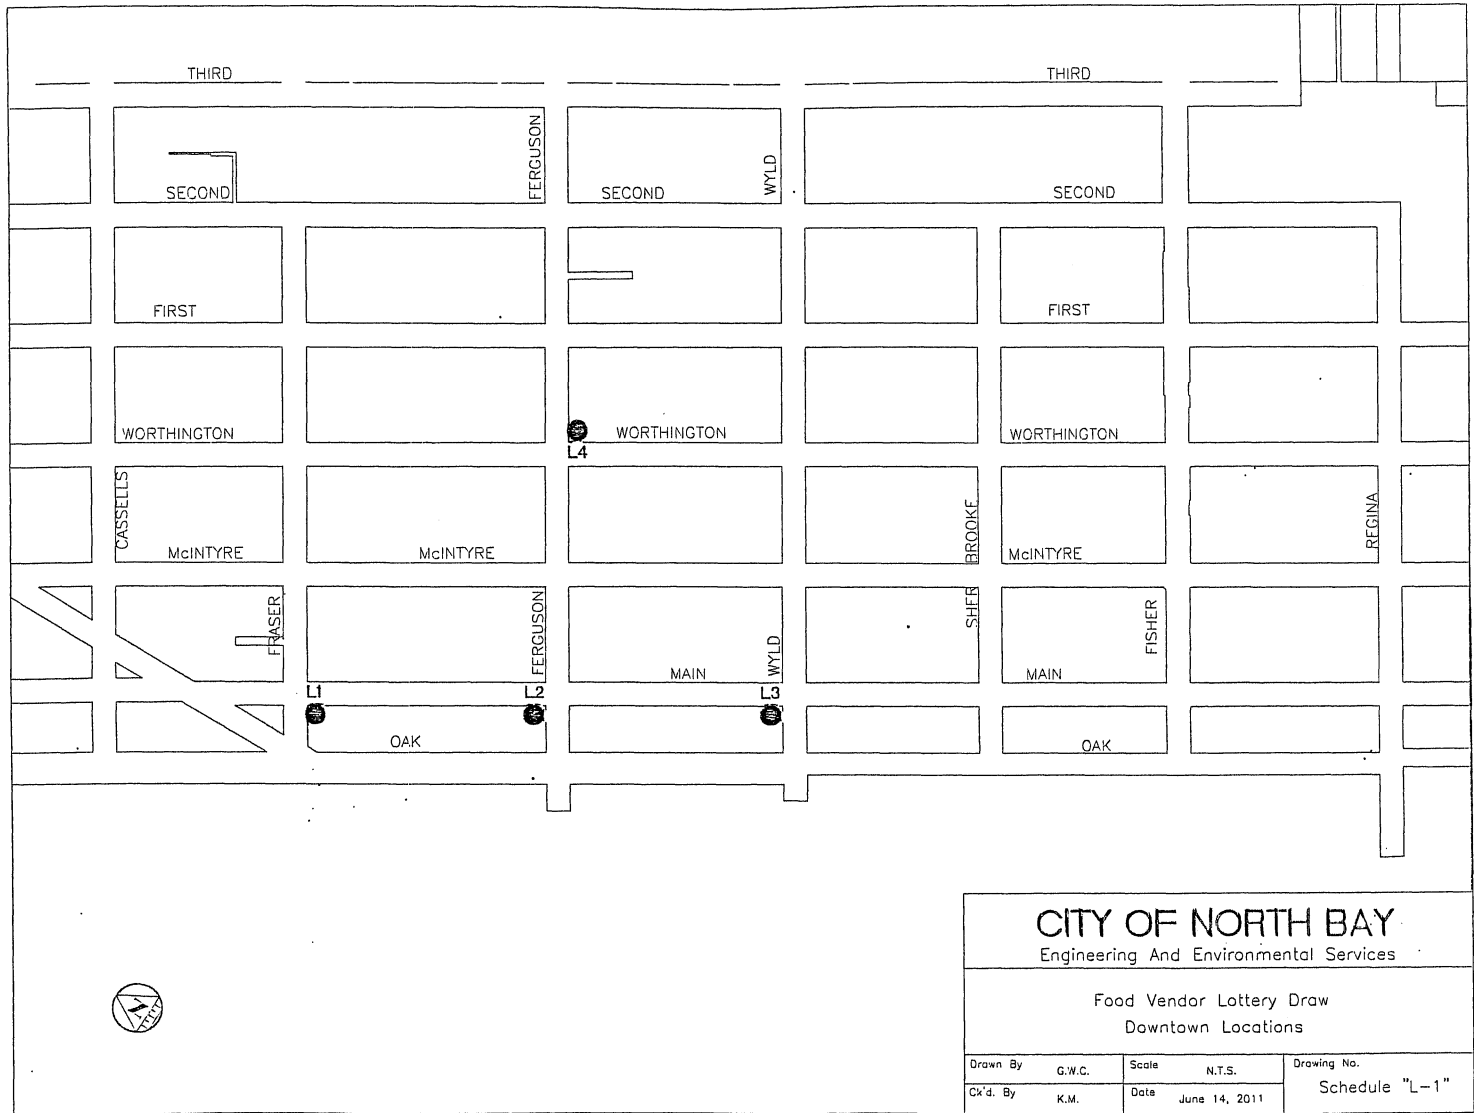 THIRD
THIRD
FERGUSON
WYLD
SECOND
SECOND
SECOND
FIRST
FIRST
WORTHINGTON
WORTHINGTON
WORTHINGTON
L4
CASSELLS
BROOKE
REGINA
McINTYRE
McINTYRE
McINTYRE
FRASER
FERGUSON
WYLD
SHER
FISHER
MAIN
MAIN
L1
L2
L3
OAK
OAK
CITY OF NORTH BAY
Engineering And Environmental Services
Food Vendor Lottery Draw
Downtown Locations
Drawn By G.W.C.
Scale N.T.S.
Drawing No.
Schedule "L-1"
Ck'd. By K.M.
Date June 14, 2011